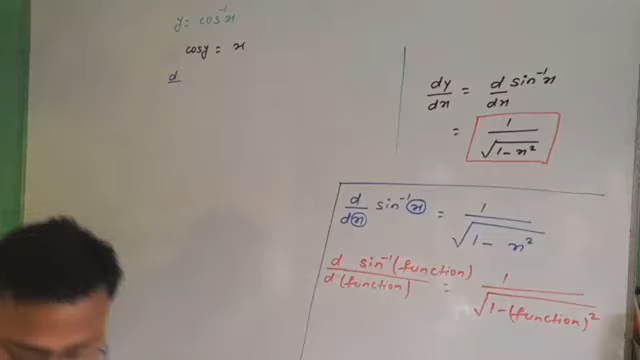 y = cos⁻¹x
cosy = x
d
dy/dx = d/dx sin⁻¹x
= 1/√(1-x²)
d/dx sin⁻¹(x) = 1/√(1-x²)
d sin⁻¹(function)/d(function) = 1/√(1-(function)²)